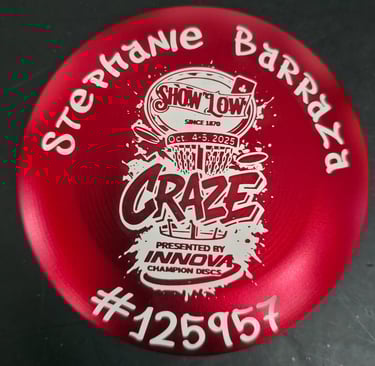 Stephanie Barraza
SHOW LOW
SINCE 1870
Oct. 4-5, 2025
CRAZE
PRESENTED BY
INNOVA
CHAMPION DISCS
#125957